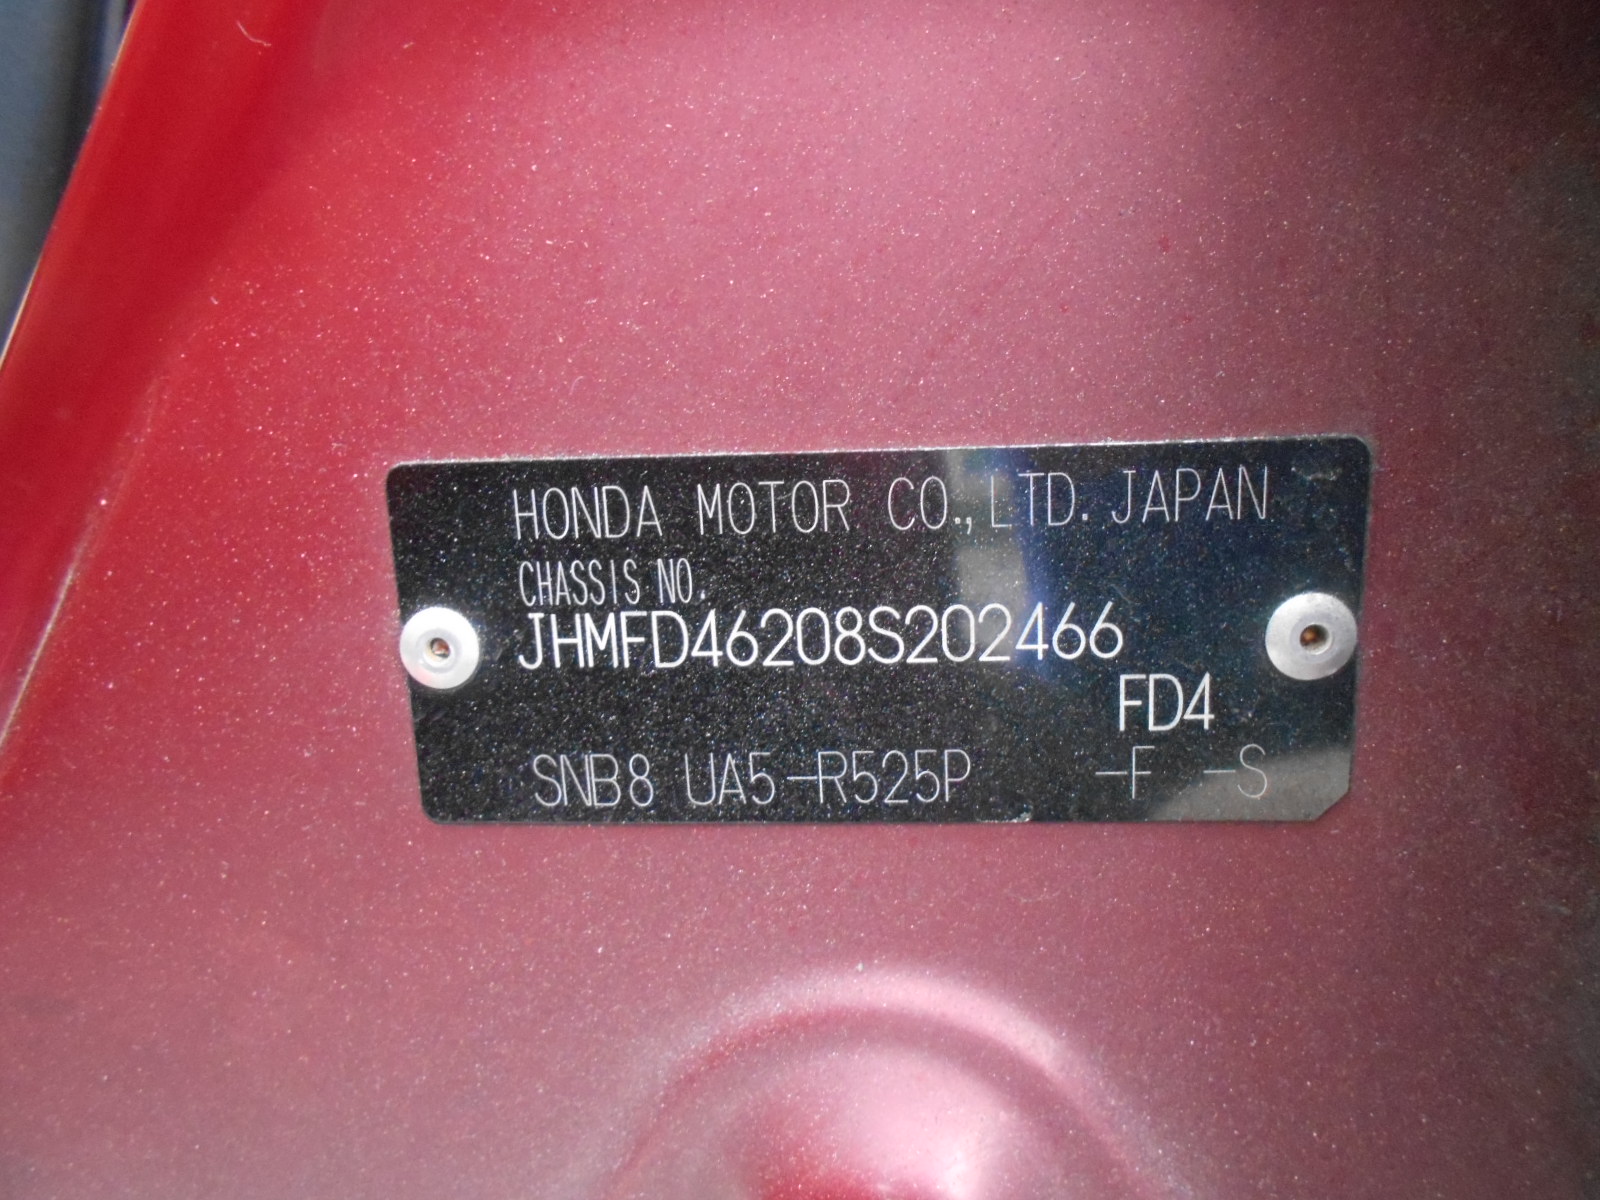 HONDA MOTOR CO., LTD. JAPAN
CHASSIS NO.
JHMFD46208S202466
FD4
SNB8 UA5-R525P -F -S